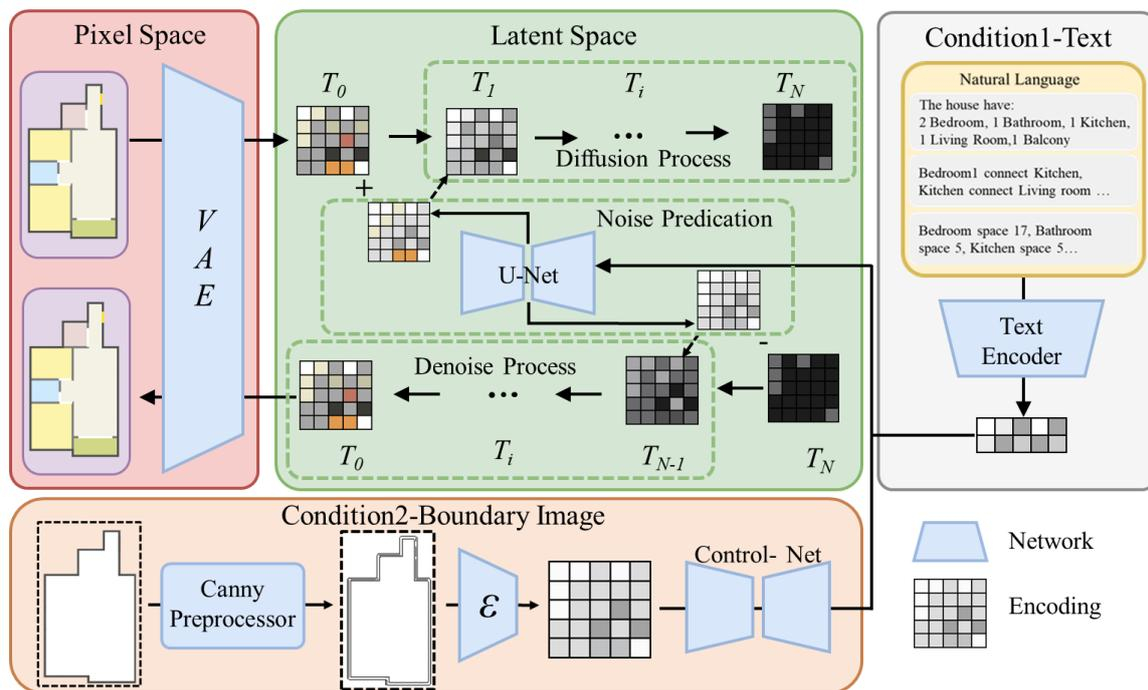 Pixel Space
V
A
E
Latent Space
T0
T1
Ti
TN
...
Diffusion Process
+
Noise Predication
U-Net
-
Denoise Process
...
T0
Ti
TN-1
TN
Condition1-Text
Natural Language
The house have:
2 Bedroom, 1 Bathroom, 1 Kitchen,
1 Living Room,1 Balcony
Bedroom1 connect Kitchen,
Kitchen connect Living room ...
Bedroom space 17, Bathroom
space 5, Kitchen space 5...
Text
Encoder
Condition2-Boundary Image
Canny
Preprocessor
ε
Control- Net
Network
Encoding